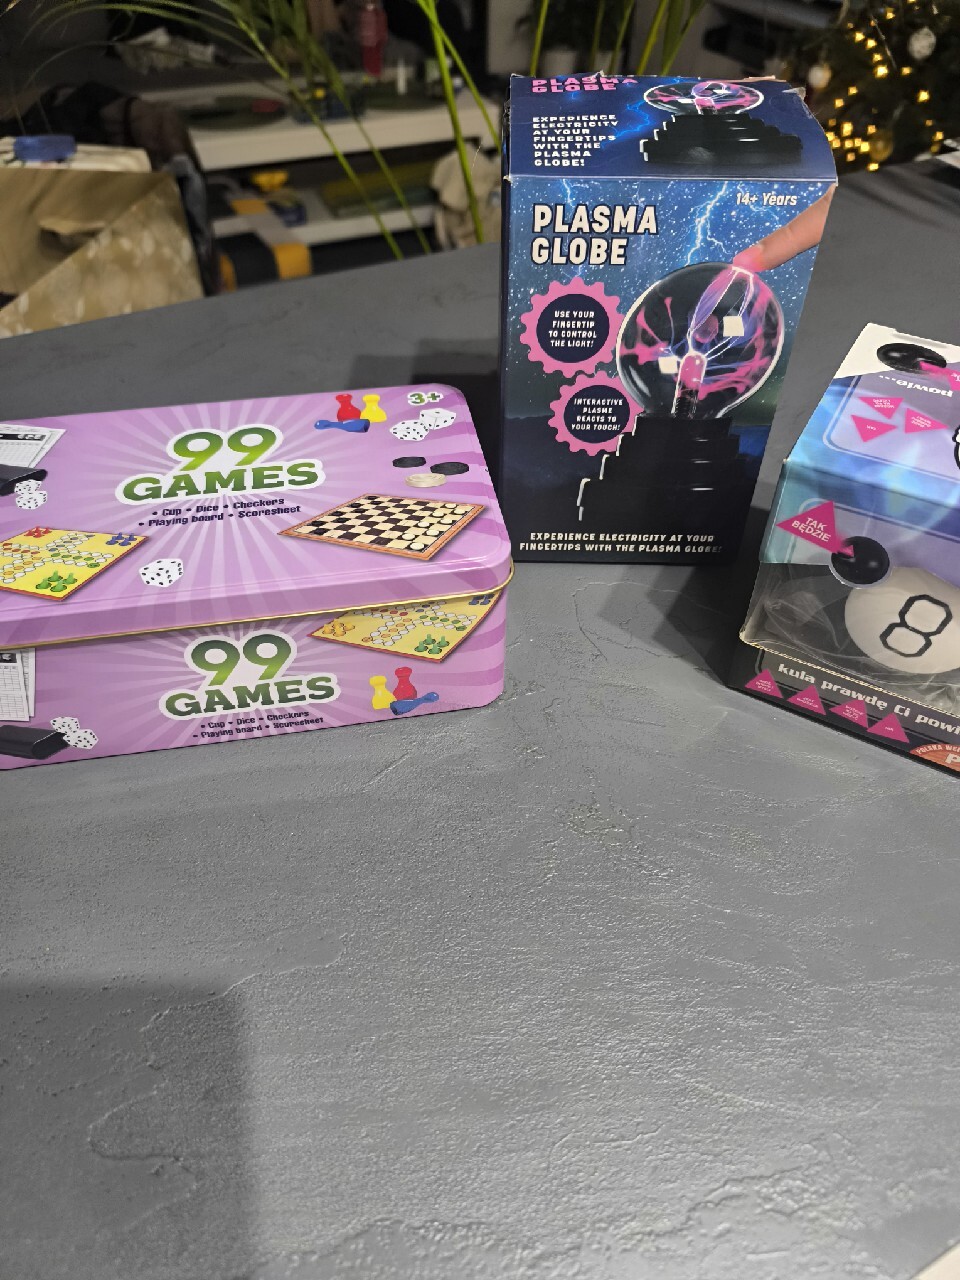 PLASMA
GLOBE
EXPERIENCE
ELECTRICITY
AT YOUR
FINGERTIPS
WITH THE
PLASMA
GLOBE!
14+ Years
PLASMA
GLOBE
USE YOUR
FINGERTIP
TO CONTROL
THE LIGHT!
INTERACTIVE
PLASME
REACTS TO
YOUR TOUCH!
EXPERIENCE ELECTRICITY AT YOUR
FINGERTIPS WITH THE PLASMA GLOBE!
3+
99
GAMES
• Cup • Dice • Checkers
• Playing board • Scoresheet
99
GAMES
• Cup • Dice • Checkers
• Playing board • Scoresheet
powie...
TAK
BĘDZIE
8
kula prawdę Ci powi